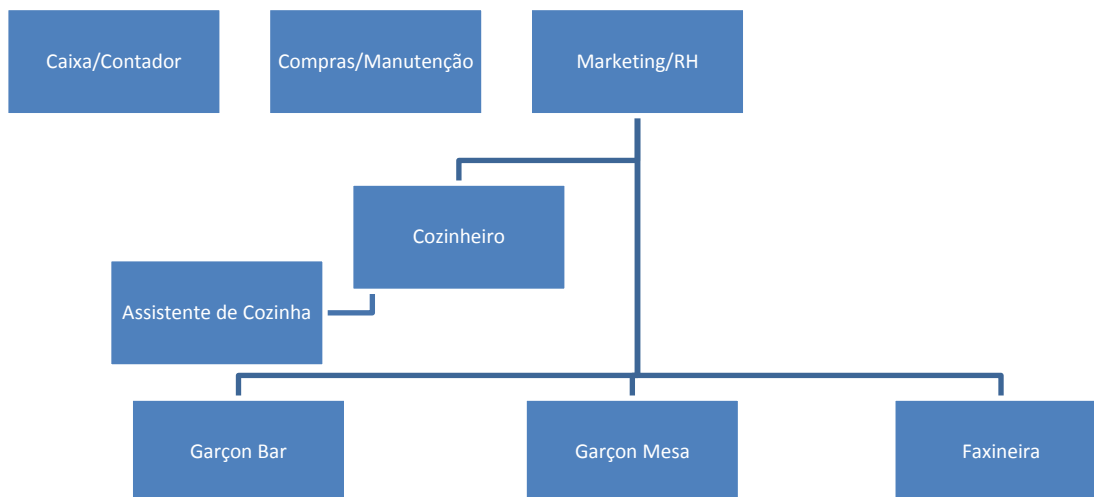 Caixa/Contador
Compras/Manutenção
Marketing/RH
Cozinheiro
Assistente de Cozinha
Garçon Bar
Garçon Mesa
Faxineira